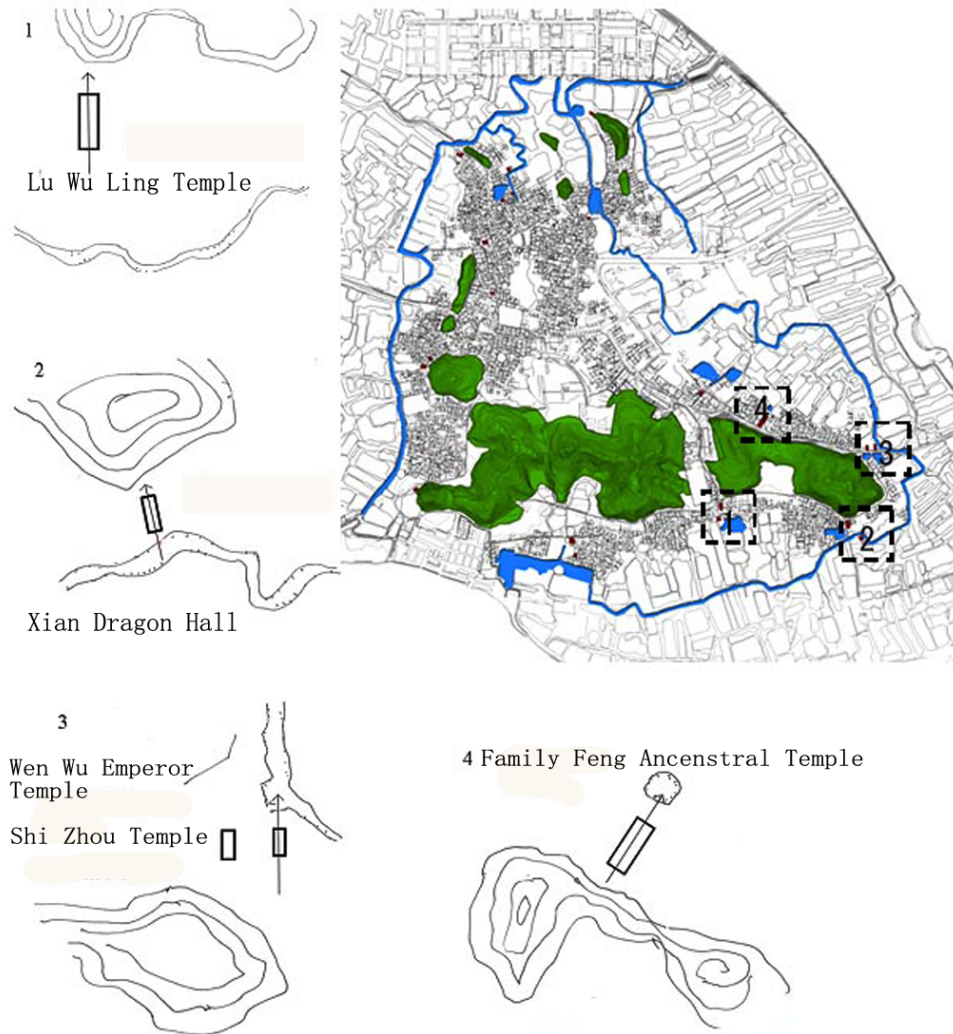 1
Lu Wu Ling Temple
2
Xian Dragon Hall
3
Wen Wu Emperor
Temple
Shi Zhou Temple
4 Family Feng Ancenstral Temple
4
3
1
2